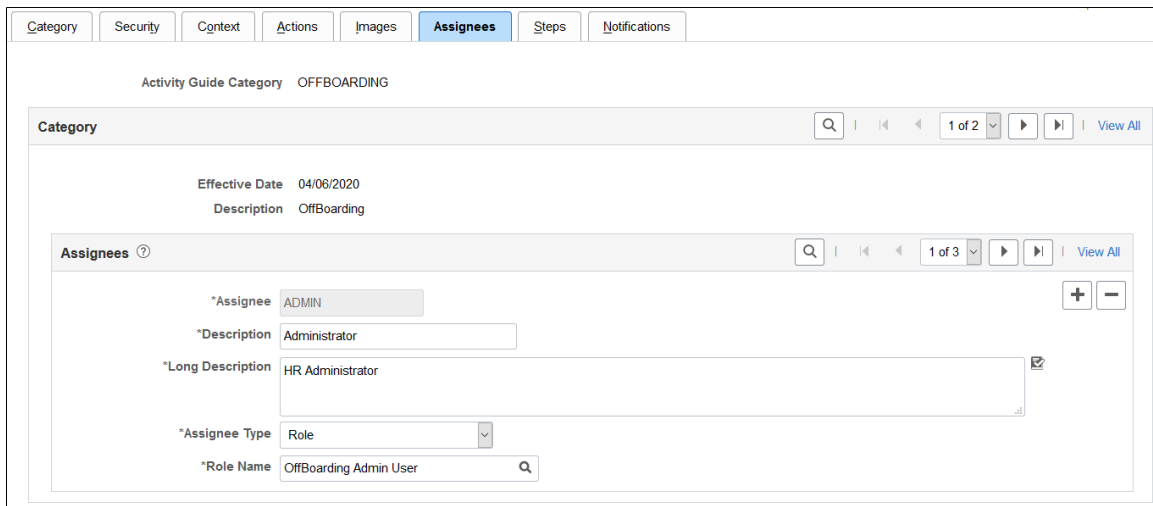 Category Security Context Actions Images Assignees Steps Notifications
Activity Guide Category OFFBOARDING
Category 1 of 2 View All
Effective Date 04/06/2020
Description OffBoarding
Assignees ? 1 of 3 View All
*Assignee ADMIN
*Description Administrator
*Long Description HR Administrator
*Assignee Type Role
*Role Name OffBoarding Admin User